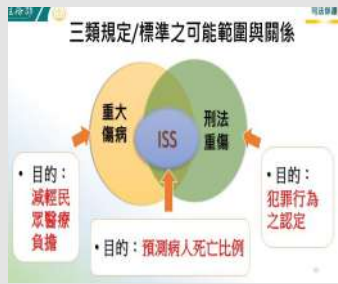 三類規定/標準之可能範圍與關係
重大
傷病
ISS
刑法
重傷
• 目的：
減輕民
眾醫療
負擔
• 目的：
犯罪行為
之認定
• 目的：預測病人死亡比例